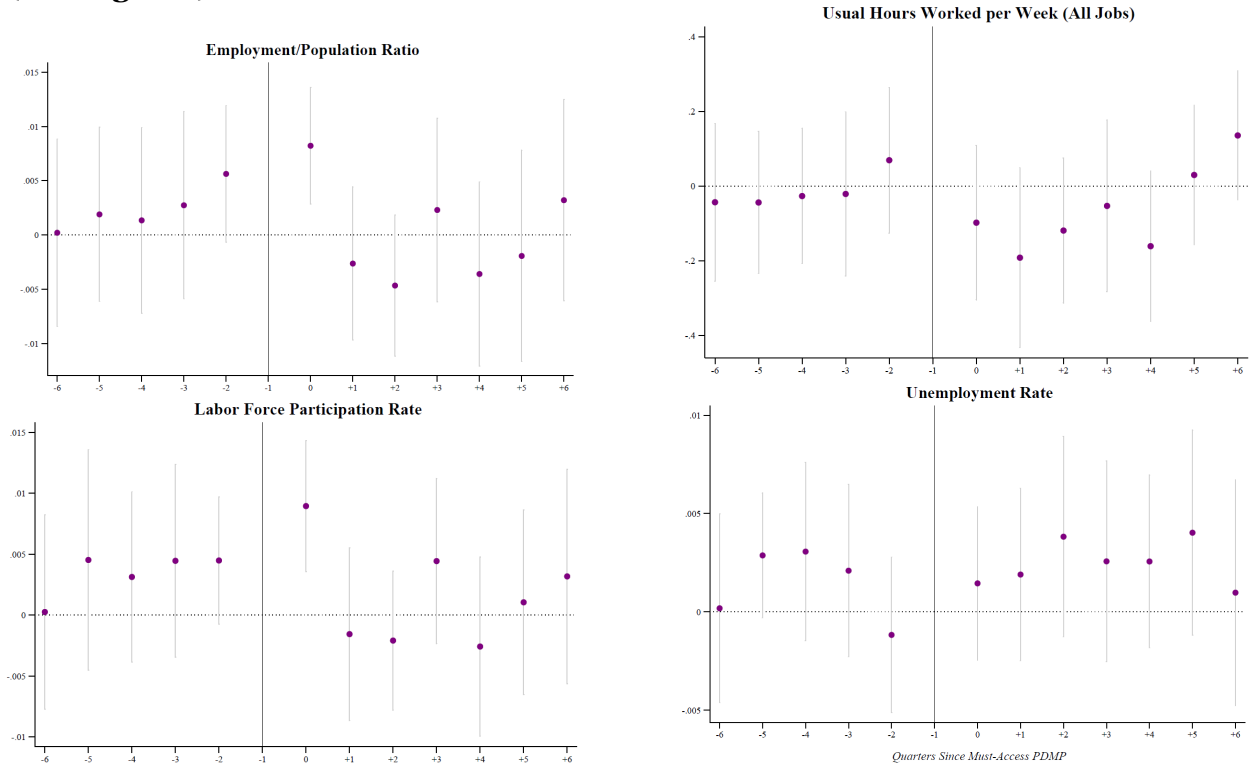 Employment/Population Ratio
.015
.01
.005
0
-.005
-.01
-6 -5 -4 -3 -2 -1 0 +1 +2 +3 +4 +5 +6
Usual Hours Worked per Week (All Jobs)
.4
.2
0
-.2
-.4
-6 -5 -4 -3 -2 -1 0 +1 +2 +3 +4 +5 +6
Labor Force Participation Rate
.015
.01
.005
0
-.005
-.01
-6 -5 -4 -3 -2 -1 0 +1 +2 +3 +4 +5 +6
Unemployment Rate
.01
.005
0
-.005
-6 -5 -4 -3 -2 -1 0 +1 +2 +3 +4 +5 +6
Quarters Since Must-Access PDMP